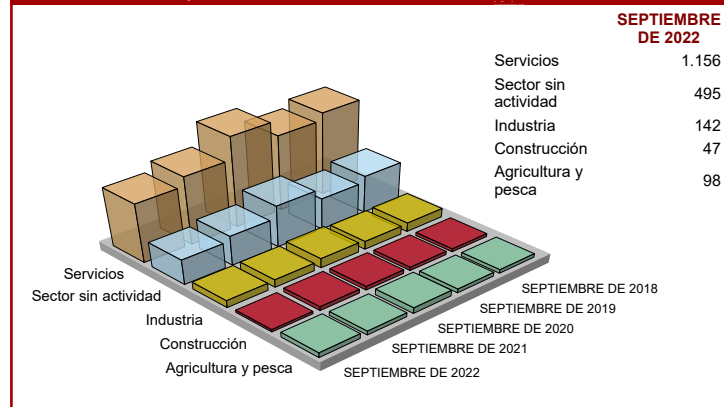 SEPTIEMBRE
DE 2022
Servicios 1.156
Sector sin
actividad 495
Industria 142
Construcción 47
Agricultura y
pesca 98
Servicios
Sector sin actividad
Industria
Construcción
Agricultura y pesca
SEPTIEMBRE DE 2018
SEPTIEMBRE DE 2019
SEPTIEMBRE DE 2020
SEPTIEMBRE DE 2021
SEPTIEMBRE DE 2022